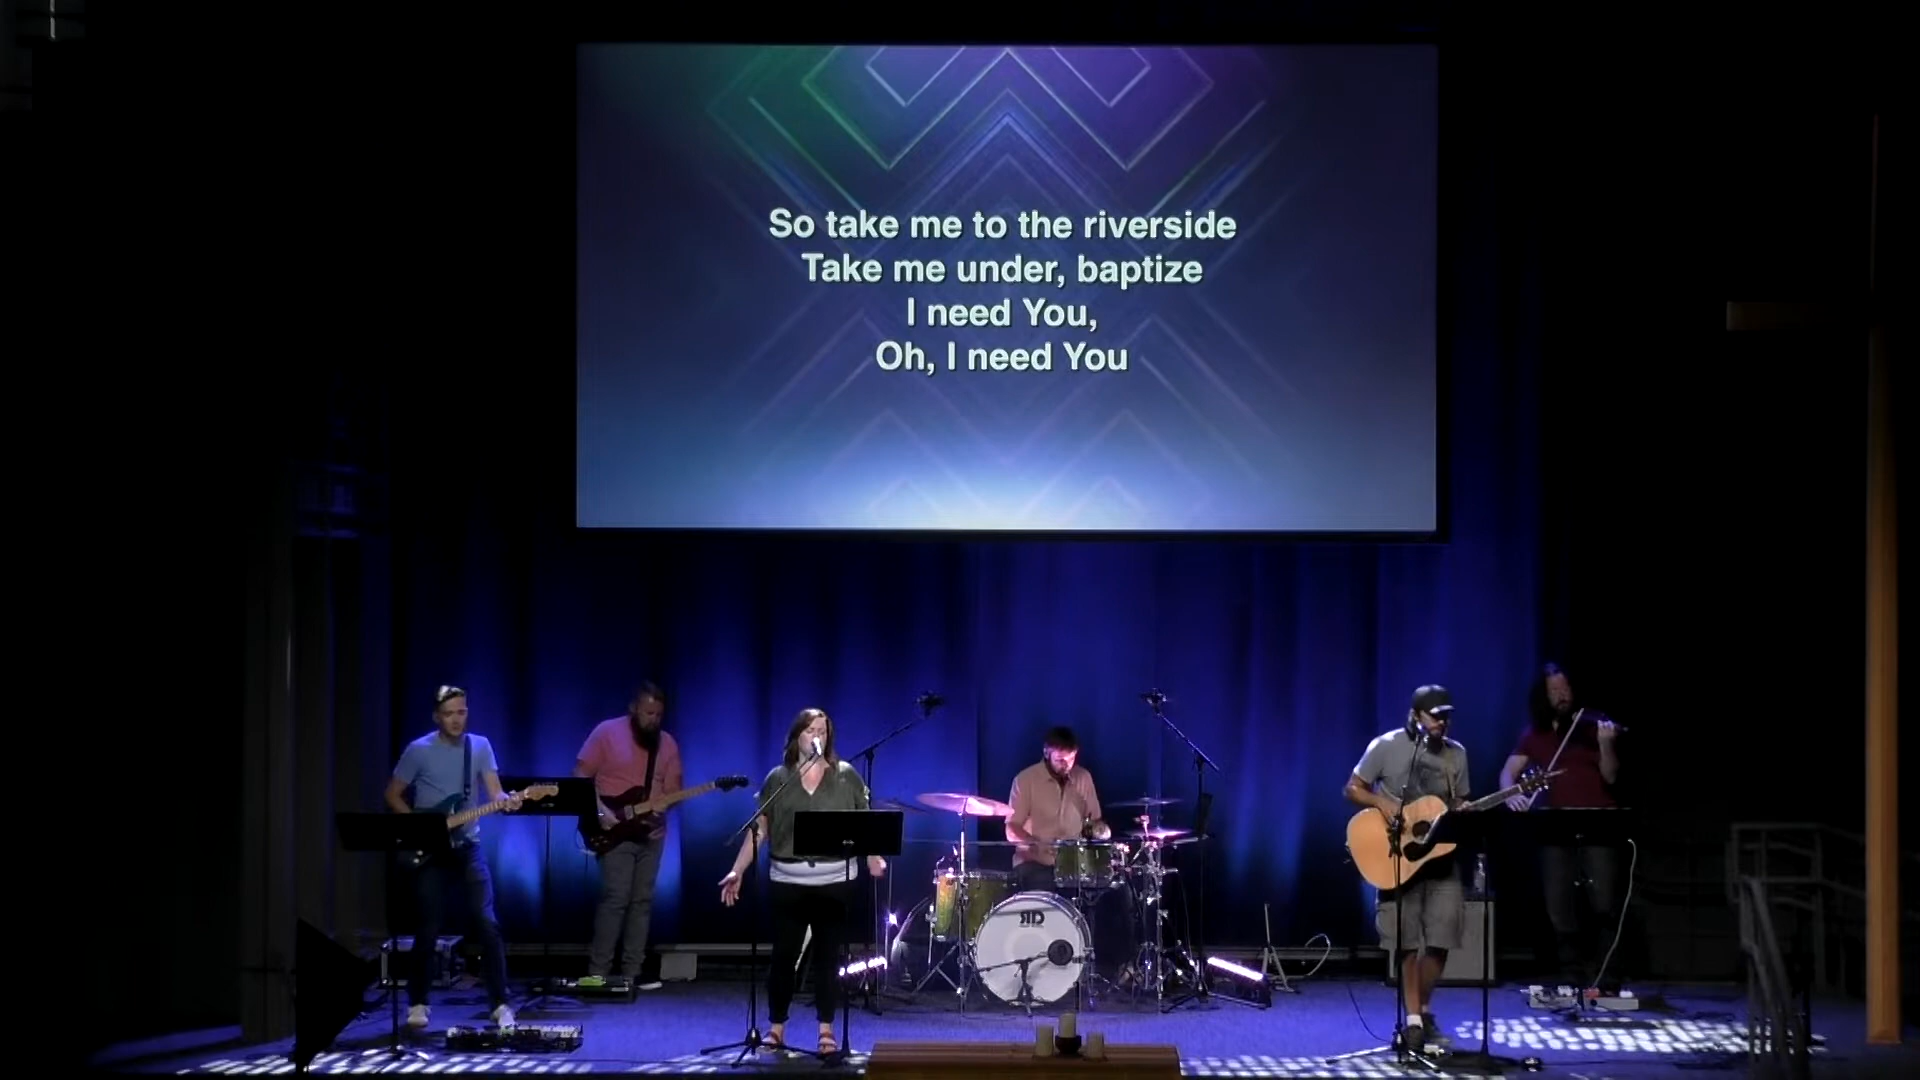 So take me to the riverside
Take me under, baptize
I need You,
Oh, I need You